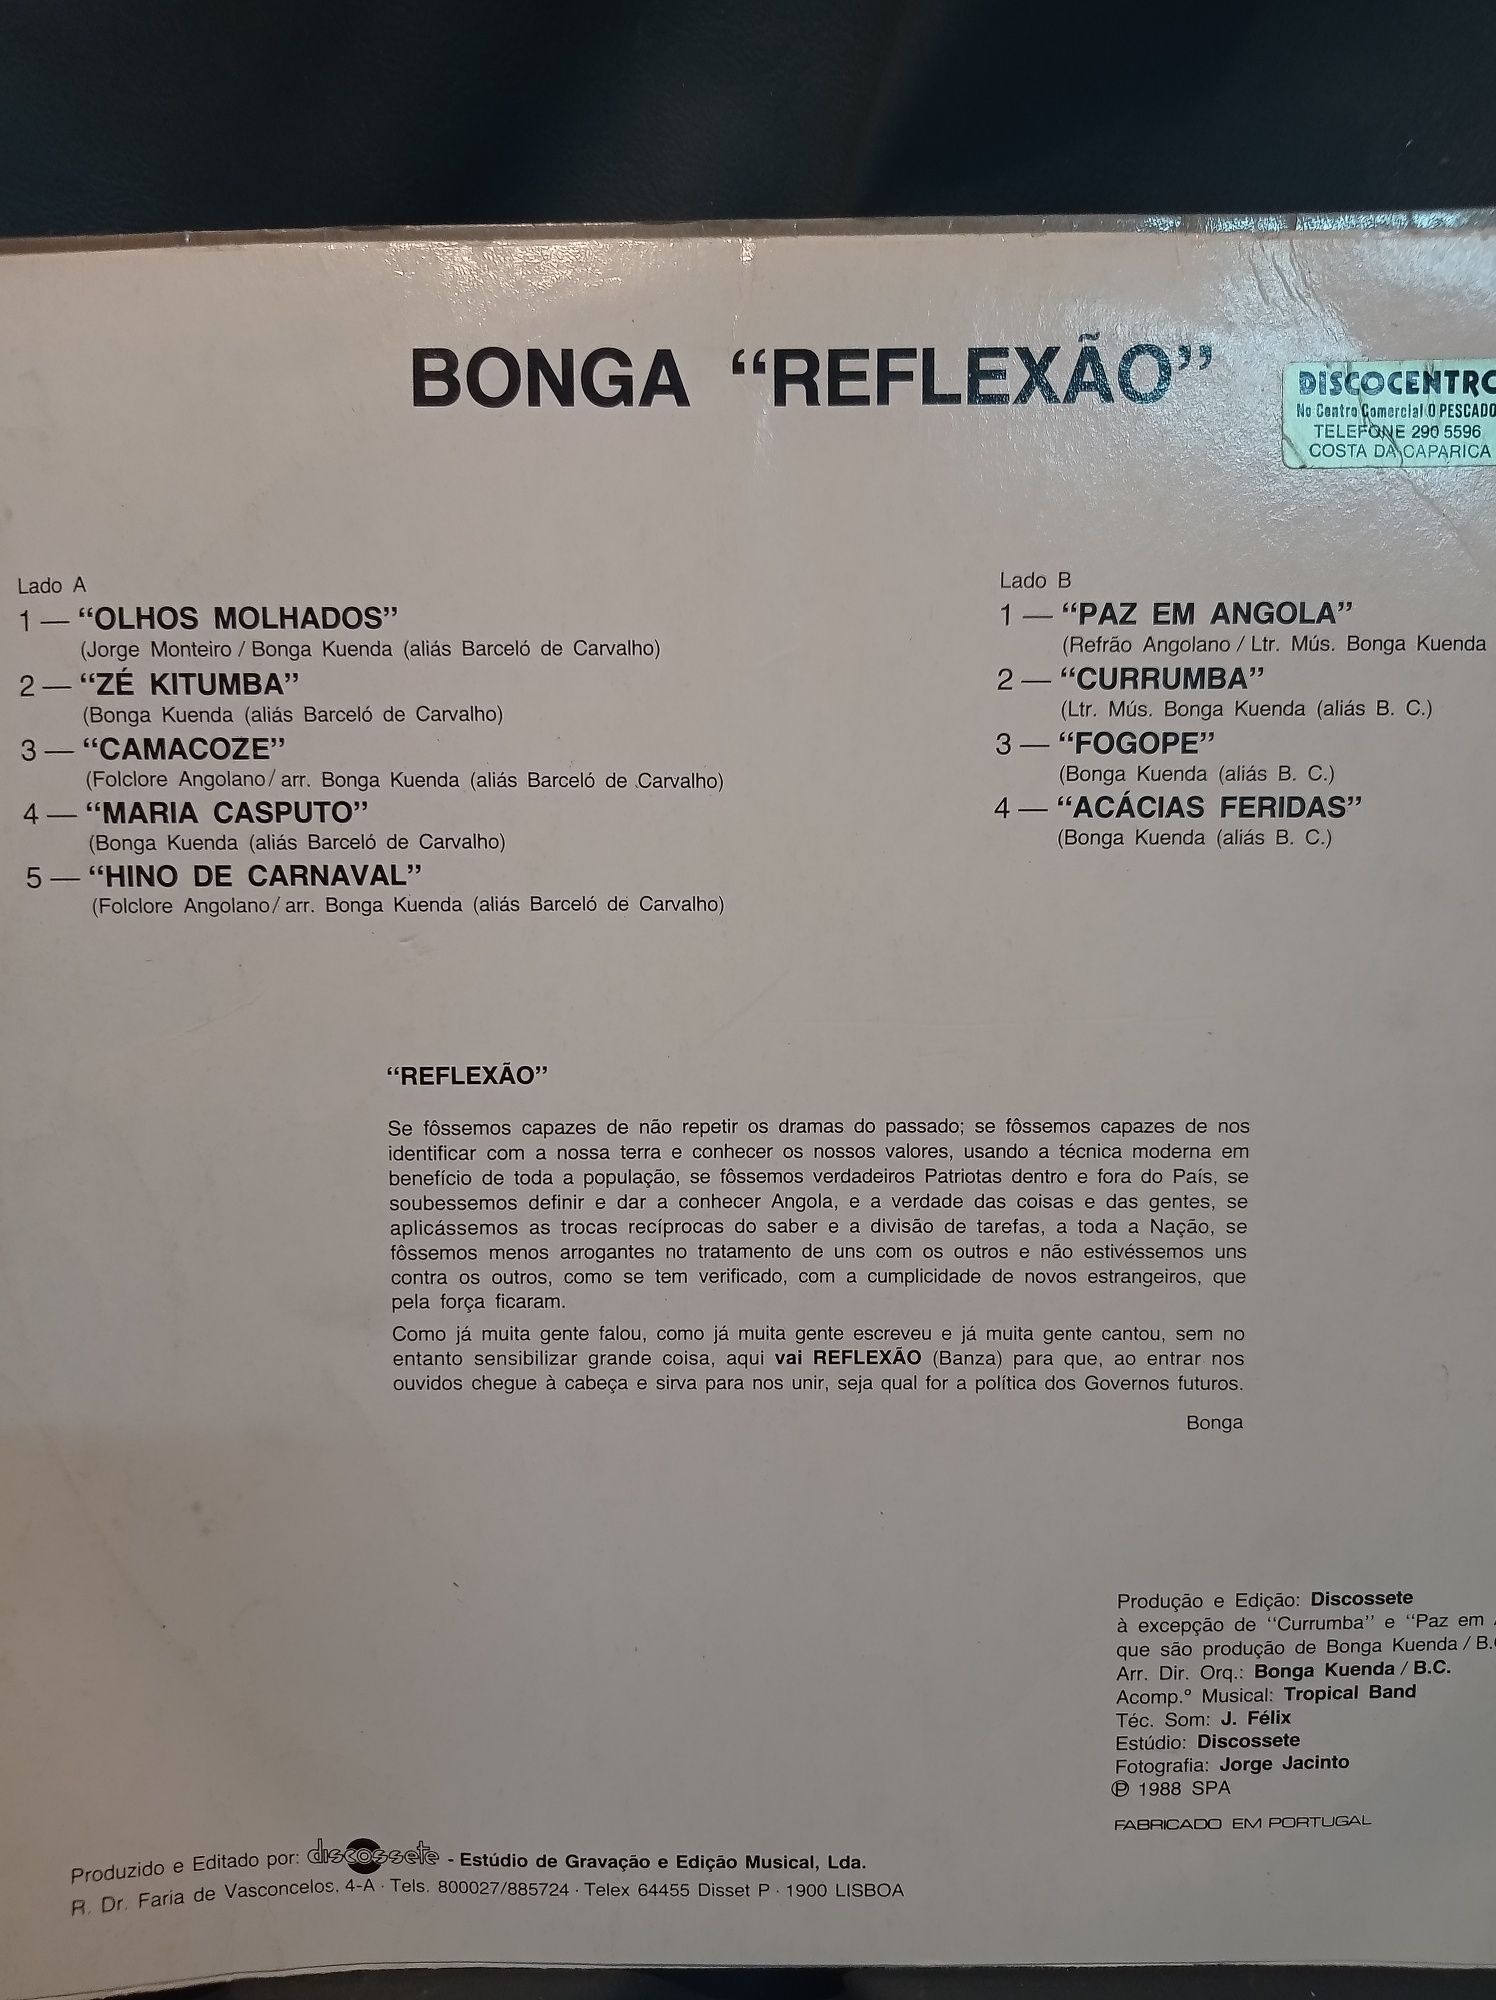 BONGA “REFLEXÃO”
DISCOCENTRO
No Centro Comercial O PESCADO
TELEFONE 290 5596
COSTA DA CAPARICA
Lado A
1 — “OLHOS MOLHADOS”
(Jorge Monteiro / Bonga Kuenda (aliás Barceló de Carvalho)
2 — “ZÉ KITUMBA”
(Bonga Kuenda (aliás Barceló de Carvalho)
3 — “CAMACOZE”
(Folclore Angolano / arr. Bonga Kuenda (aliás Barceló de Carvalho)
4 — “MARIA CASPUTO”
(Bonga Kuenda (aliás Barceló de Carvalho)
5 — “HINO DE CARNAVAL”
(Folclore Angolano / arr. Bonga Kuenda (aliás Barceló de Carvalho)
Lado B
1 — “PAZ EM ANGOLA”
(Refrão Angolano / Ltr. Mús. Bonga Kuenda
2 — “CURRUMBA”
(Ltr. Mús. Bonga Kuenda (aliás B. C.)
3 — “FOGOPE”
(Bonga Kuenda (aliás B. C.)
4 — “ACÁCIAS FERIDAS”
(Bonga Kuenda (aliás B. C.)
“REFLEXÃO”
Se fôssemos capazes de não repetir os dramas do passado; se fôssemos capazes de nos
identificar com a nossa terra e conhecer os nossos valores, usando a técnica moderna em
benefício de toda a população, se fôssemos verdadeiros Patriotas dentro e fora do País, se
soubessemos definir e dar a conhecer Angola, e a verdade das coisas e das gentes, se
aplicássemos as trocas recíprocas do saber e a divisão de tarefas, a toda a Nação, se
fôssemos menos arrogantes no tratamento de uns com os outros e não estivéssemos uns
contra os outros, como se tem verificado, com a cumplicidade de novos estrangeiros, que
pela força ficaram.
Como já muita gente falou, como já muita gente escreveu e já muita gente cantou, sem no
entanto sensibilizar grande coisa, aqui vai REFLEXÃO (Banza) para que, ao entrar nos
ouvidos chegue à cabeça e sirva para nos unir, seja qual for a política dos Governos futuros.
Bonga
Produção e Edição: Discossete
à excepção de “Currumba” e “Paz em
que são produção de Bonga Kuenda / B.
Arr. Dir. Orq.: Bonga Kuenda / B.C.
Acomp.º Musical: Tropical Band
Téc. Som: J. Félix
Estúdio: Discossete
Fotografia: Jorge Jacinto
℗ 1988 SPA
FABRICADO EM PORTUGAL
Produzido e Editado por: discossete - Estúdio de Gravação e Edição Musical, Lda.
R. Dr. Faria de Vasconcelos, 4-A · Tels. 800027/885724 · Telex 64455 Disset P · 1900 LISBOA